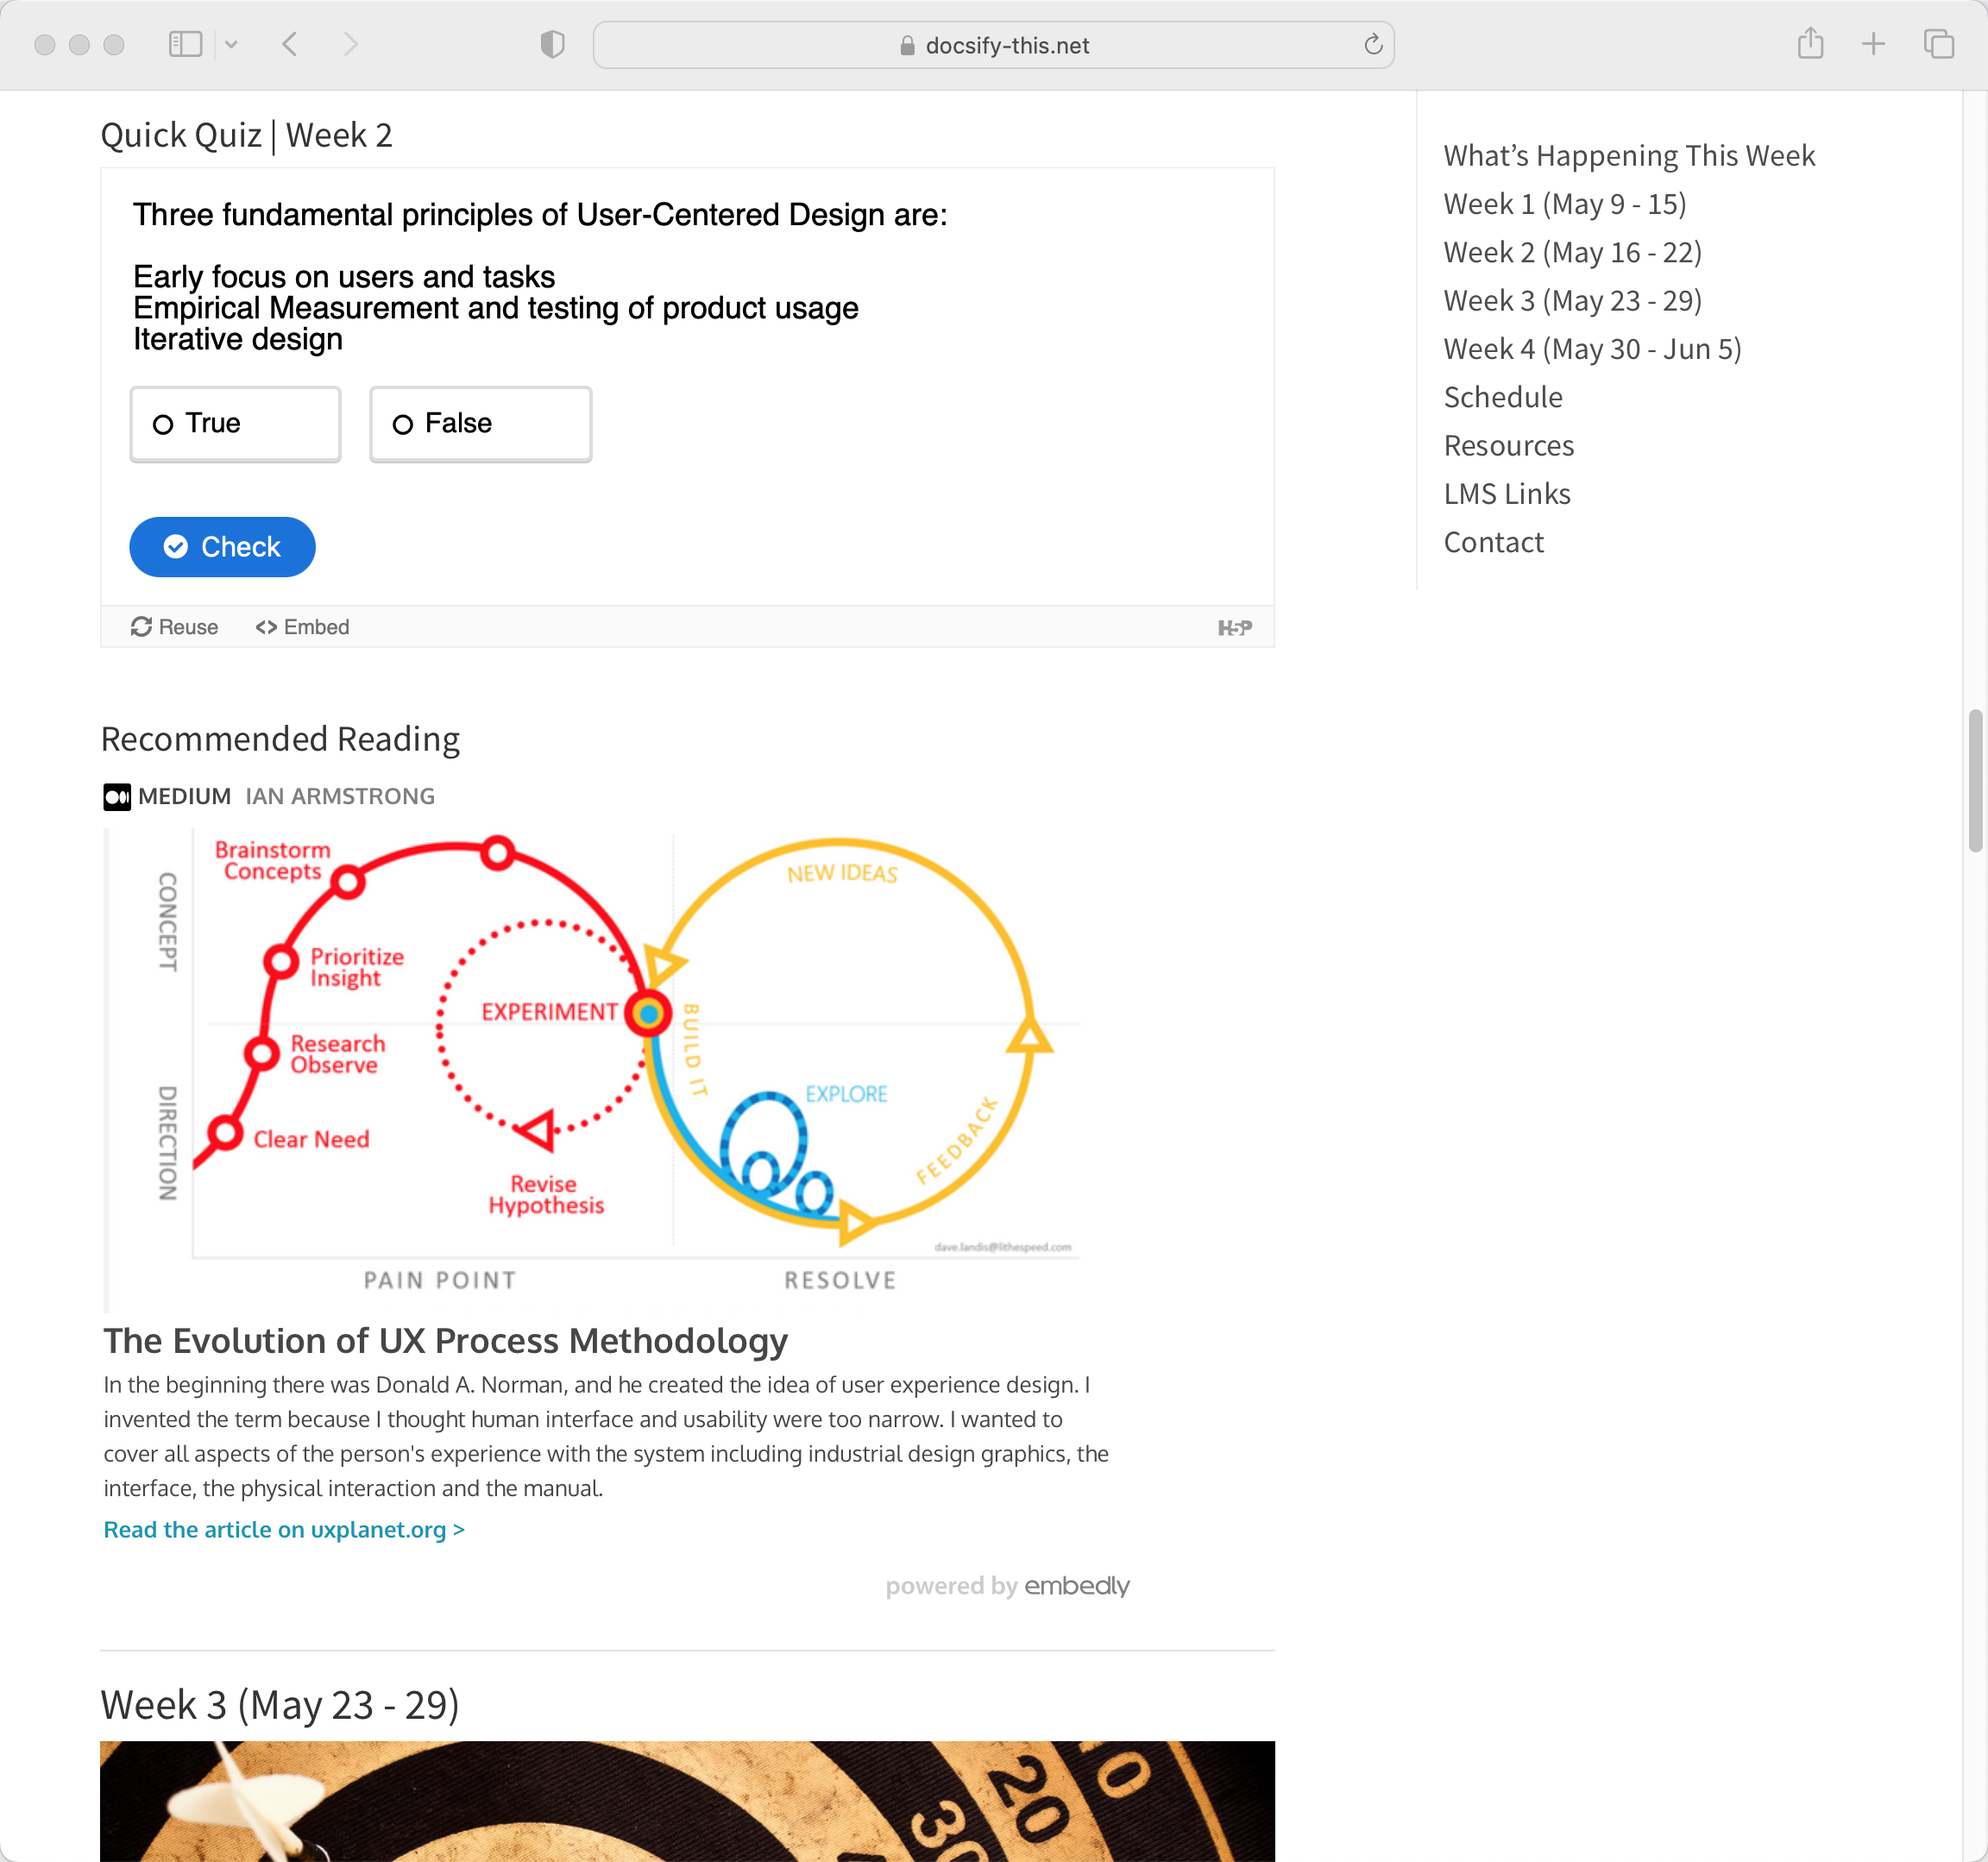 docsify-this.net
Quick Quiz | Week 2
Three fundamental principles of User-Centered Design are:
Early focus on users and tasks
Empirical Measurement and testing of product usage
Iterative design
True
False
Check
Reuse
Embed
H5P
What’s Happening This Week
Week 1 (May 9 - 15)
Week 2 (May 16 - 22)
Week 3 (May 23 - 29)
Week 4 (May 30 - Jun 5)
Schedule
Resources
LMS Links
Contact
Recommended Reading
MEDIUM IAN ARMSTRONG
CONCEPT
DIRECTION
Brainstorm
Concepts
Prioritize
Insight
Research
Observe
Clear Need
EXPERIMENT
Revise
Hypothesis
NEW IDEAS
BUILD IT
EXPLORE
FEEDBACK
dave.landis@lithespeed.com
PAIN POINT
RESOLVE
The Evolution of UX Process Methodology
In the beginning there was Donald A. Norman, and he created the idea of user experience design. I
invented the term because I thought human interface and usability were too narrow. I wanted to
cover all aspects of the person's experience with the system including industrial design graphics, the
interface, the physical interaction and the manual.
Read the article on uxplanet.org >
powered by embedly
Week 3 (May 23 - 29)
30
20